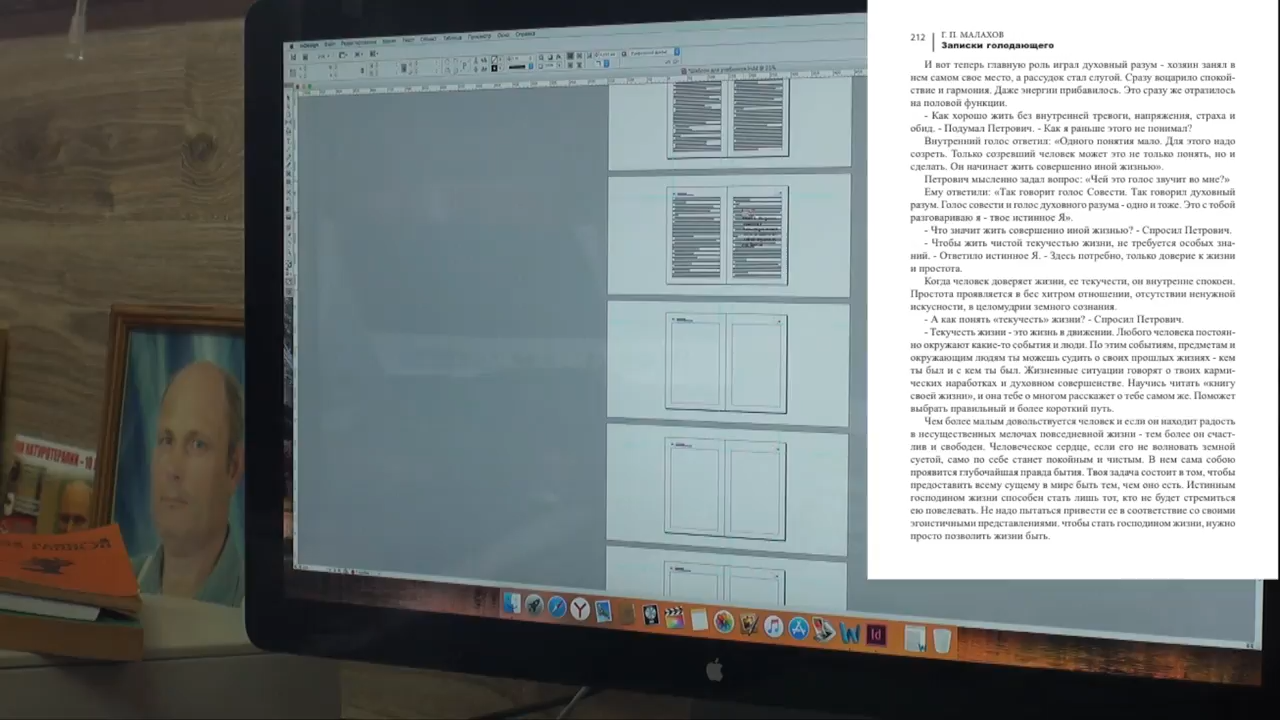 InDesign Файл Редактирование Макет Текст Объект Таблица Просмотр Окно Справка
НАТУРОТЕРАПИИ - 10
Y
W
Id
212
Г. П. МАЛАХОВ
Записки голодающего
И вот теперь главную роль играл духовный разум - хозяин занял в
нем самом свое место, а рассудок стал слугой. Сразу воцарило спокой-
ствие и гармония. Даже энергии прибавилось. Это сразу же отразилось
на половой функции.
- Как хорошо жить без внутренней тревоги, напряжения, страха и
обид. - Подумал Петрович. - Как я раньше этого не понимал?
Внутренний голос ответил: «Одного понятия мало. Для этого надо
созреть. Только созревший человек может это не только понять, но и
сделать. Он начинает жить совершенно иной жизнью».
Петрович мысленно задал вопрос: «Чей это голос звучит во мне?»
Ему ответили: «Так говорит голос Совести. Так говорил духовный
разум. Голос совести и голос духовного разума - одно и тоже. Это с тобой
разговариваю я - твое истинное Я».
- Что значит жить совершенно иной жизнью? - Спросил Петрович.
- Чтобы жить чистой текучестью жизни, не требуется особых зна-
ний. - Ответило истинное Я. - Здесь потребно, только доверие к жизни
и простота.
Когда человек доверяет жизни, ее текучести, он внутренне спокоен.
Простота проявляется в бес хитром отношении, отсутствии ненужной
искусности, в целомудрии земного сознания.
- А как понять «текучесть» жизни? - Спросил Петрович.
- Текучесть жизни - это жизнь в движении. Любого человека постоян-
но окружают какие-то события и люди. По этим событиям, предметам и
окружающим людям ты можешь судить о своих прошлых жизнях - кем
ты был и с кем ты был. Жизненные ситуации говорят о твоих карми-
ческих наработках и духовном совершенстве. Научись читать «книгу
своей жизни», и она тебе о многом расскажет о тебе самом же. Поможет
выбрать правильный и более короткий путь.
Чем более малым довольствуется человек и если он находит радость
в несущественных мелочах повседневной жизни - тем более он счаст-
лив и свободен. Человеческое сердце, если его не волновать земной
суетой, само по себе станет покойным и чистым. В нем сама собою
проявится глубочайшая правда бытия. Твоя задача состоит в том, чтобы
предоставить всему сущему в мире быть тем, чем оно есть. Истинным
господином жизни способен стать лишь тот, кто не будет стремиться
ею повелевать. Не надо пытаться привести ее в соответствие со своими
эгоистичными представлениями. чтобы стать господином жизни, нужно
просто позволить жизни быть.